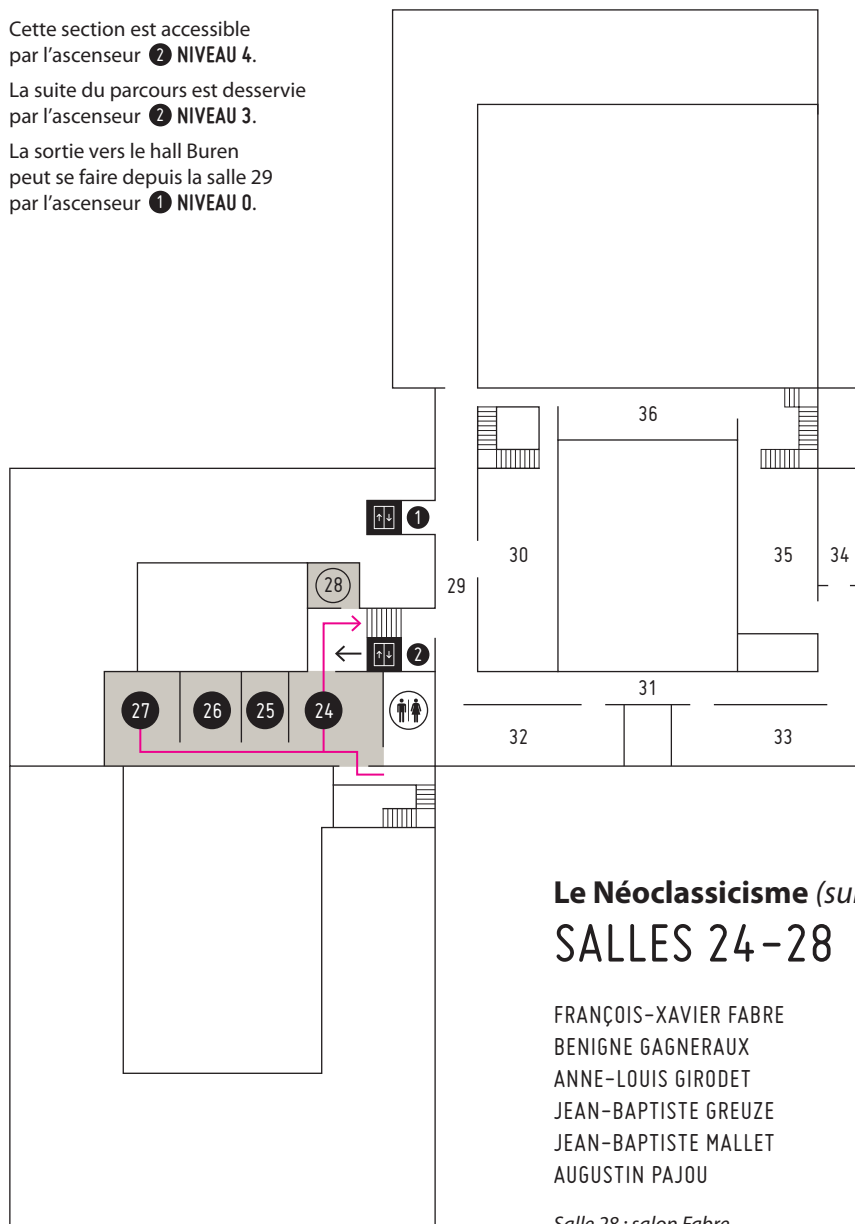 Cette section est accessible
par l'ascenseur 2 NIVEAU 4.
La suite du parcours est desservie
par l'ascenseur 2 NIVEAU 3.
La sortie vers le hall Buren
peut se faire depuis la salle 29
par l'ascenseur 1 NIVEAU 0.
36
1
30
35
34
28
29
2
31
27
26
25
24
32
33
Le Néoclassicisme
SALLES 24-28
FRANÇOIS-XAVIER FABRE
BENIGNE GAGNERAUX
ANNE-LOUIS GIRODET
JEAN-BAPTISTE GREUZE
JEAN-BAPTISTE MALLET
AUGUSTIN PAJOU
Salle 28 : salon Fabre